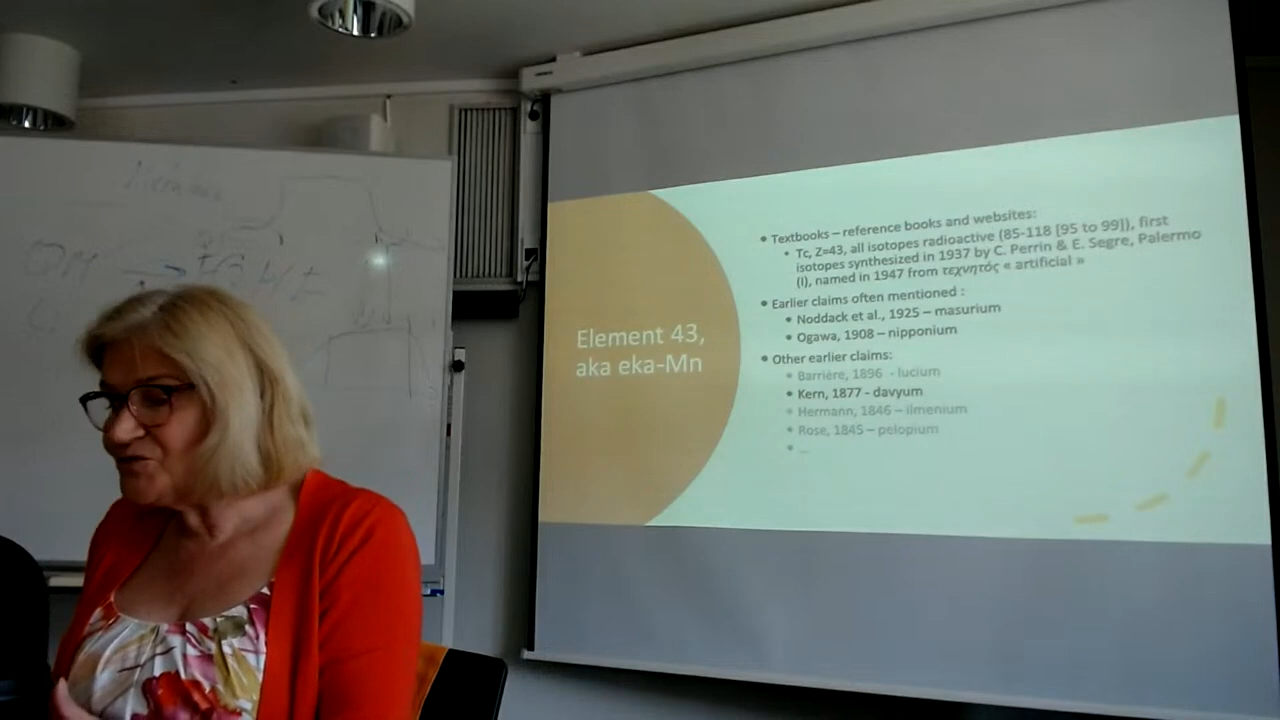 Element 43,
aka eka-Mn
• Textbooks – reference books and websites:
• Tc, Z=43, all isotopes radioactive (85-118 [95 to 99]), first
isotopes synthesized in 1937 by C. Perrin & E. Segre, Palermo
(I), named in 1947 from τεχνητός « artificial »
• Earlier claims often mentioned :
• Noddack et al., 1925 – masurium
• Ogawa, 1908 – nipponium
• Other earlier claims:
• Barrière, 1896 - lucium
• Kern, 1877 - davyum
• Hermann, 1846 – ilmenium
• Rose, 1845 – pelopium
• ...